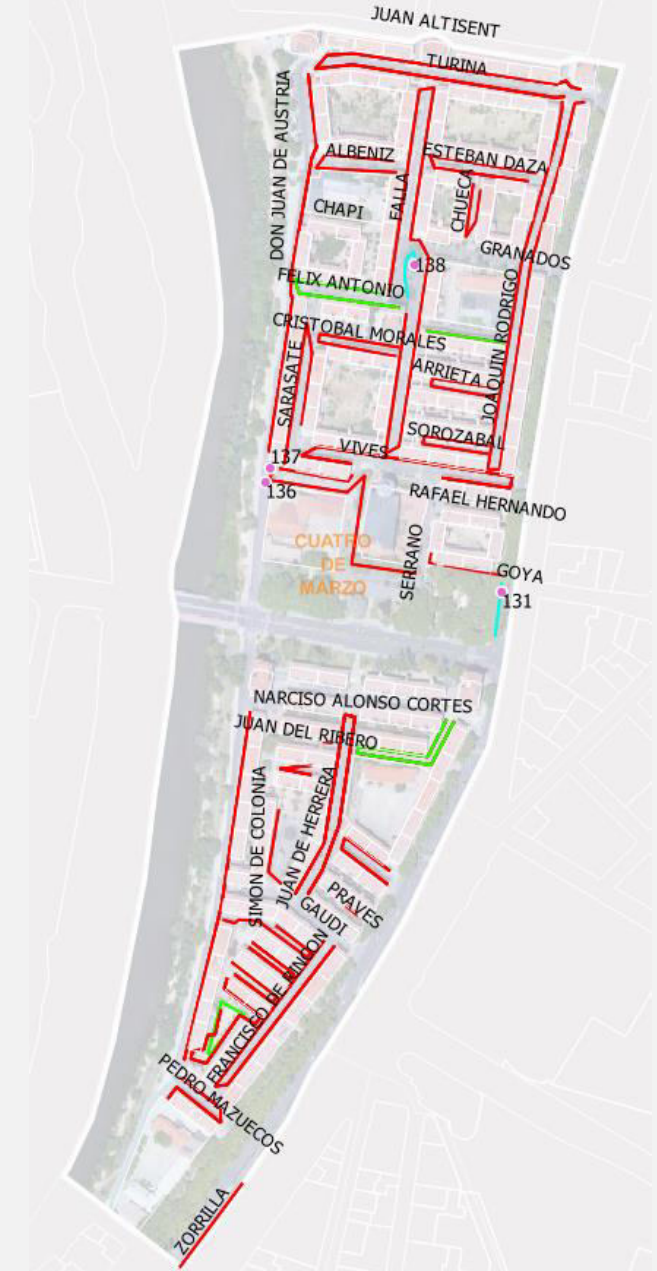 JUAN ALTISENT
TURINA
DON JUAN DE AUSTRIA
ALBENIZ
ESTEBAN DAZA
FALLA
CHUECA
CHAPI
GRANADOS
138
FELIX ANTONIO
JOAQUIN RODRIGO
CRISTOBAL MORALES
SARASATE
ARRIETA
SOROZABAL
VIVES
137
136
RAFAEL HERNANDO
CUATRO
DE
MARZO
SERRANO
GOYA
131
NARCISO ALONSO CORTES
JUAN DEL RIBERO
SIMON DE COLONIA
JUAN DE HERRERA
PRAVES
GAUDI
FRANCISCO DE RINCON
PEDRO MAZUECOS
ZORRILLA